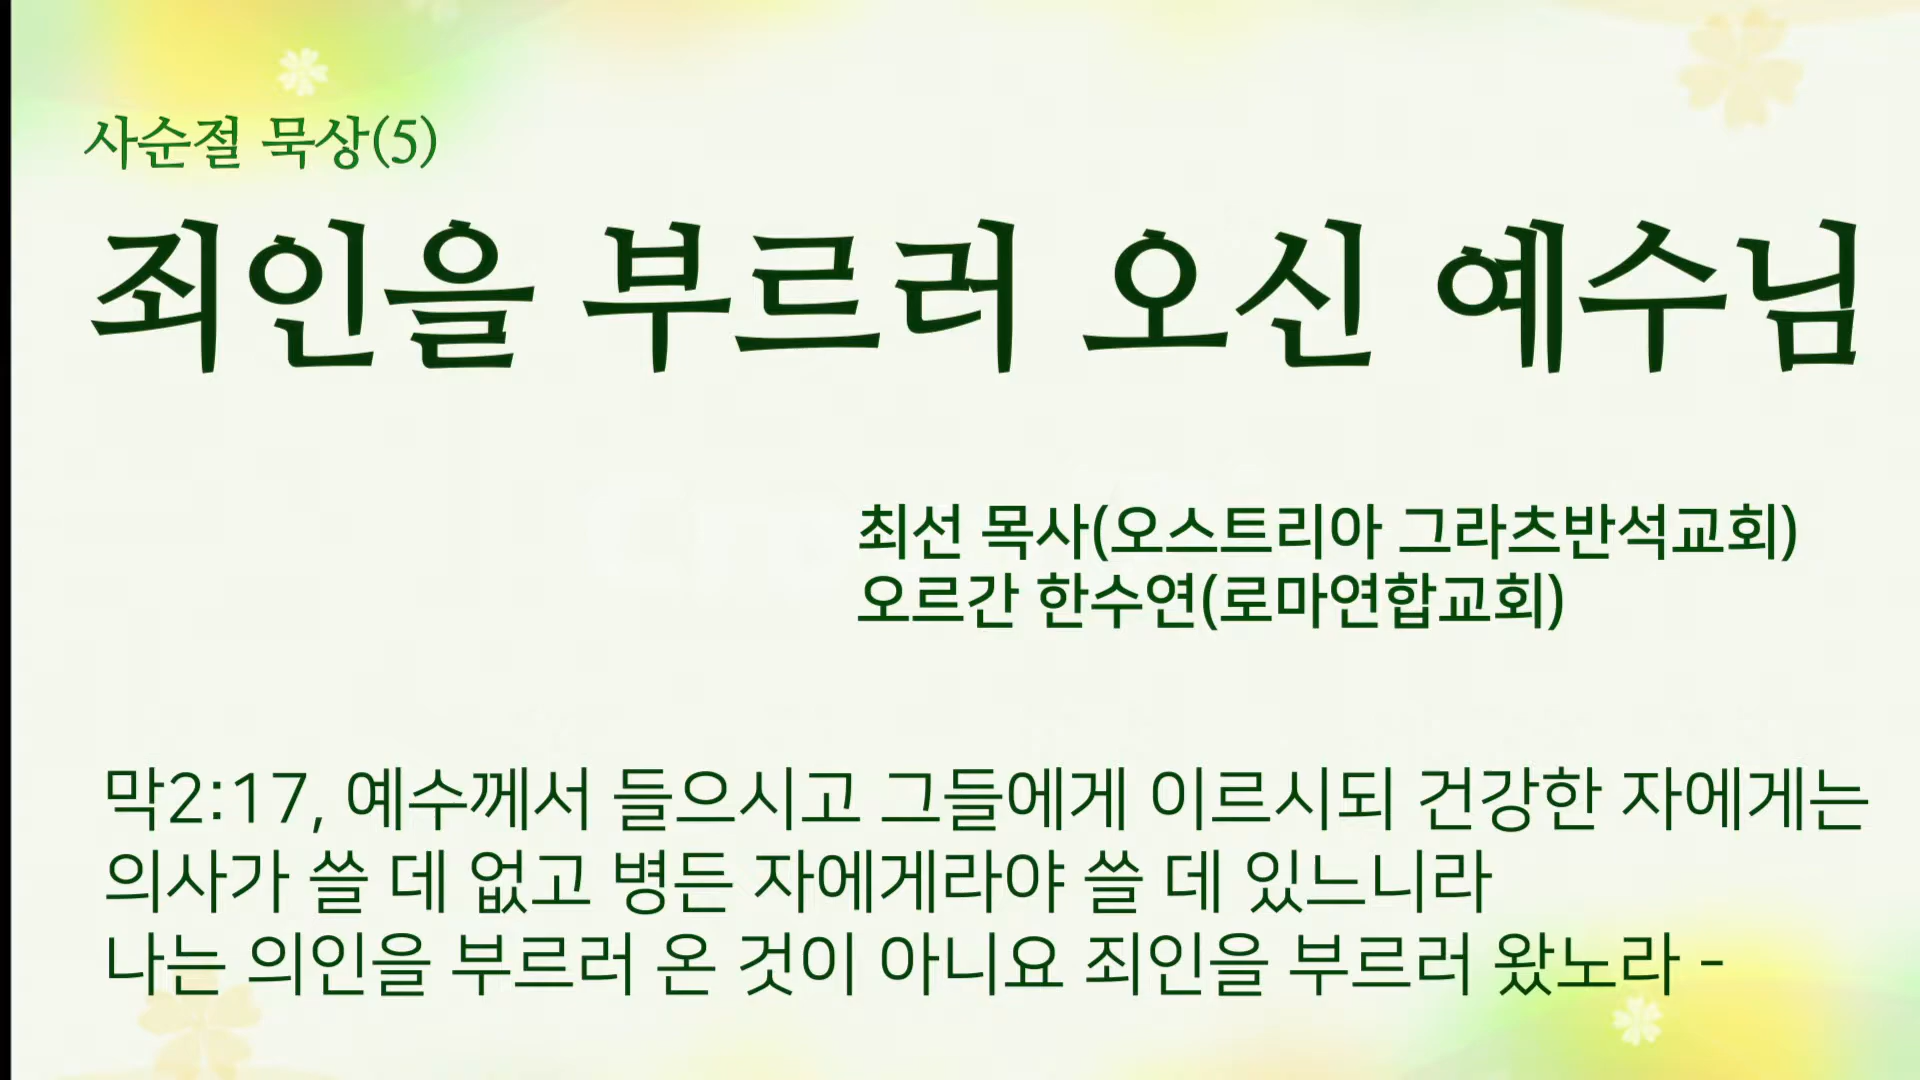 사순절 묵상(5)
죄인을 부르러 오신 예수님
최선 목사(오스트리아 그라츠반석교회)
오르간 한수연(로마연합교회)
막2:17, 예수께서 들으시고 그들에게 이르시되 건강한 자에게는
의사가 쓸 데 없고 병든 자에게라야 쓸 데 있느니라
나는 의인을 부르러 온 것이 아니요 죄인을 부르러 왔노라 -